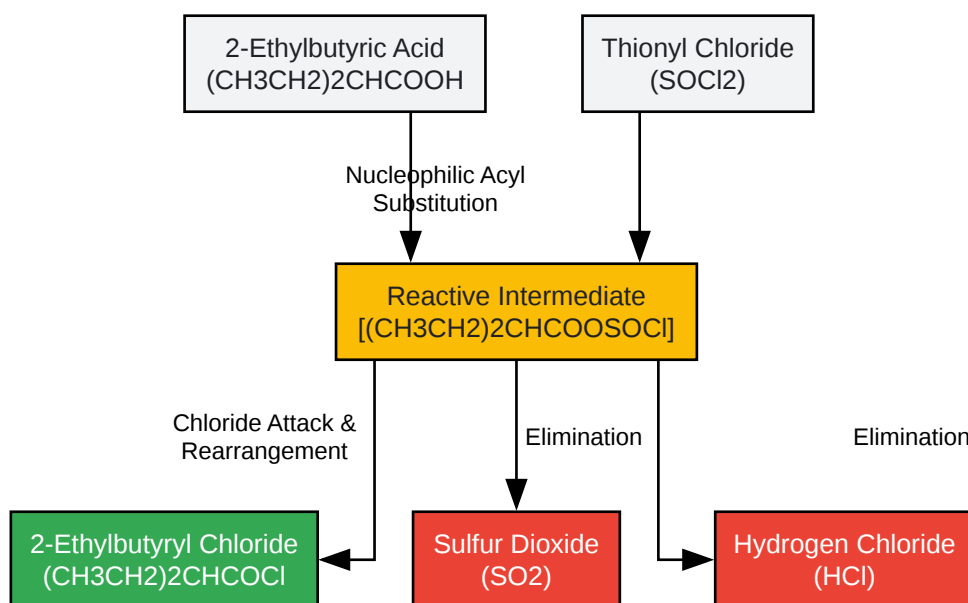 2-Ethylbutyric Acid
(CH3CH2)2CHCOOH
Thionyl Chloride
(SOCl2)
Nucleophilic Acyl
Substitution
Reactive Intermediate
[(CH3CH2)2CHCOOSOCl]
Chloride Attack &
Rearrangement
Elimination
Elimination
2-Ethylbutyryl Chloride
(CH3CH2)2CHCOCl
Sulfur Dioxide
(SO2)
Hydrogen Chloride
(HCl)